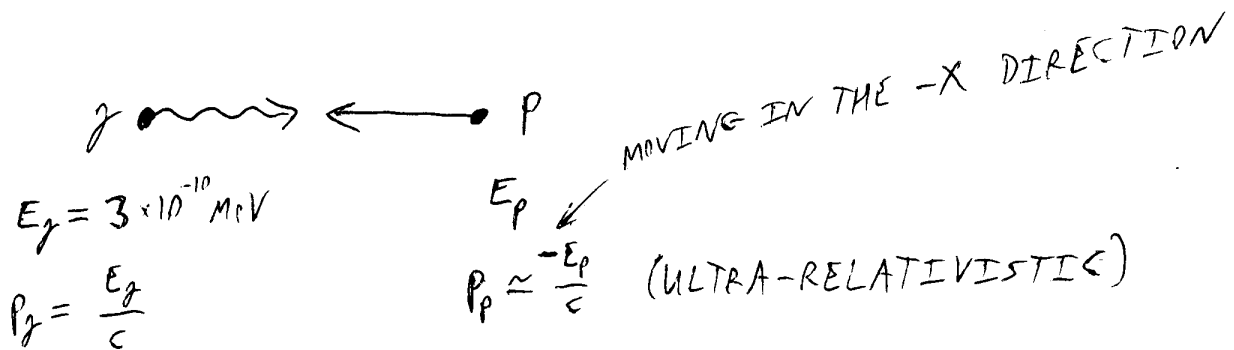 MOVING IN THE -X DIRECTION
γ p
E_γ = 3 × 10^{-10} MeV E_p
P_γ = E_γ / c P_p ≃ -E_p / c (ULTRA-RELATIVISTIC)